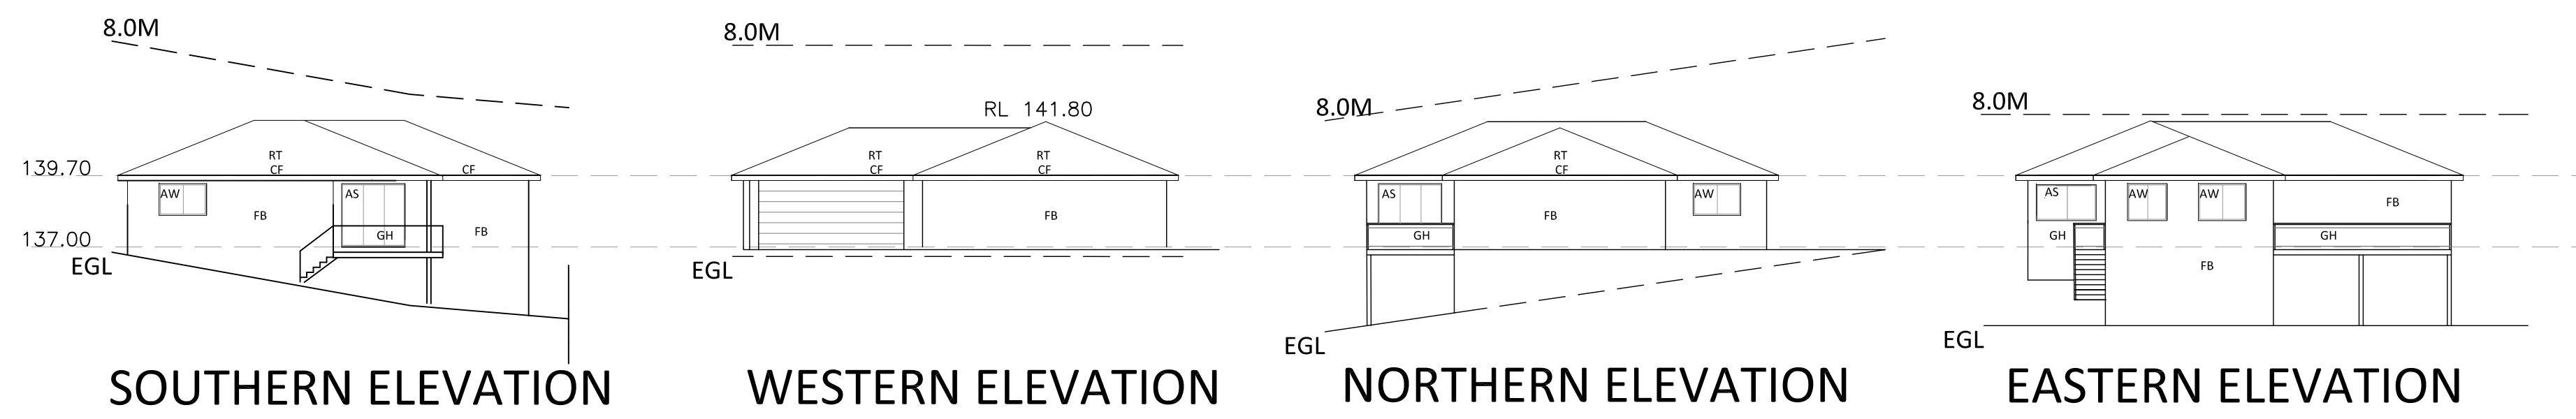 8.0M
RT
CF
CF
139.70
AW
AS
FB
FB
GH
137.00
EGL
SOUTHERN ELEVATION
8.0M
RL 141.80
RT
CF
RT
CF
FB
EGL
WESTERN ELEVATION
8.0M
RT
CF
AS
AW
FB
GH
EGL
NORTHERN ELEVATION
8.0M
AS
AW
AW
FB
GH
GH
FB
EGL
EASTERN ELEVATION